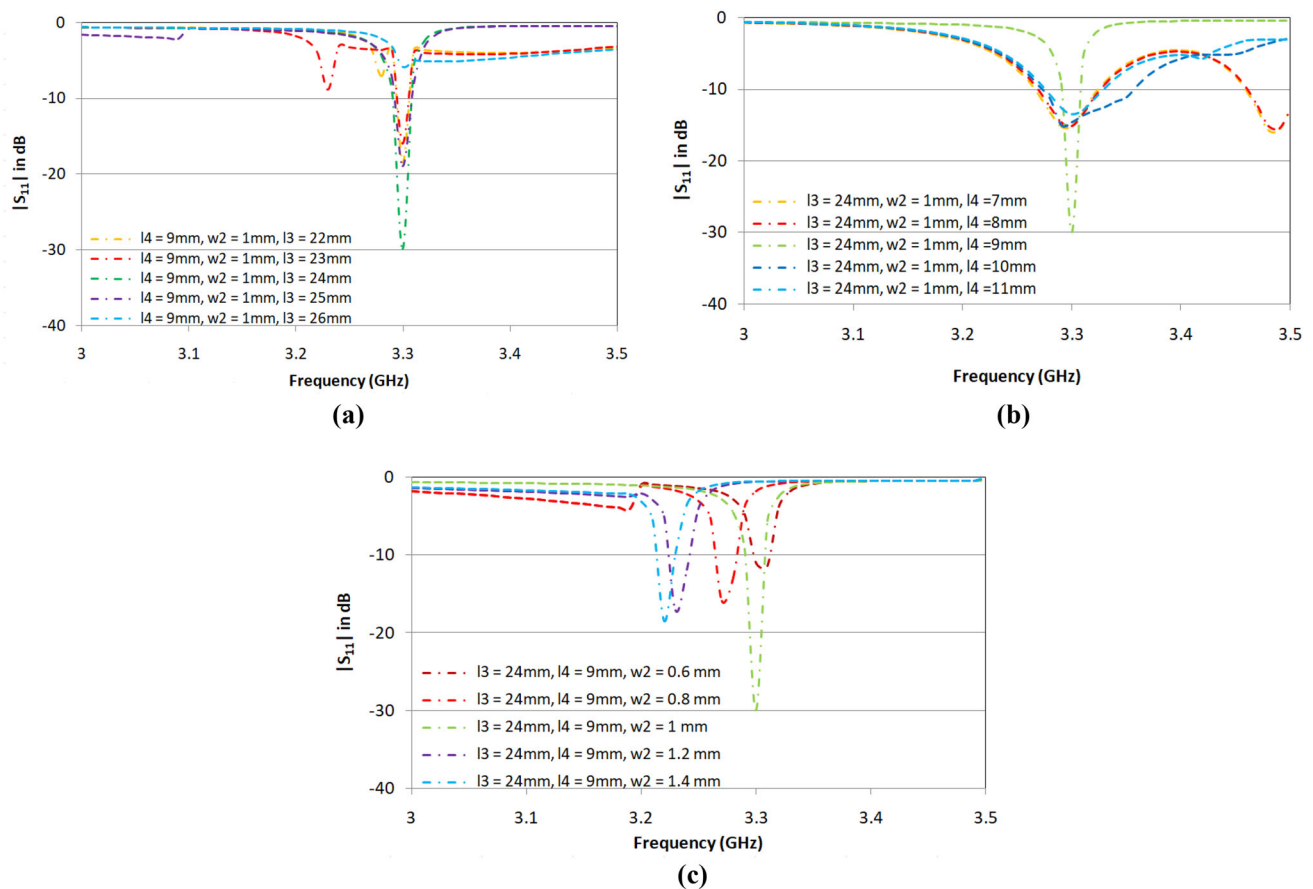 0
-10
-20
-30
-40
|S11| in dB
l4 = 9mm, w2 = 1mm, l3 = 22mm
l4 = 9mm, w2 = 1mm, l3 = 23mm
l4 = 9mm, w2 = 1mm, l3 = 24mm
l4 = 9mm, w2 = 1mm, l3 = 25mm
l4 = 9mm, w2 = 1mm, l3 = 26mm
3 3.1 3.2 3.3 3.4 3.5
Frequency (GHz)
(a)
0
-10
-20
-30
-40
|S11| in dB
l3 = 24mm, w2 = 1mm, l4 =7mm
l3 = 24mm, w2 = 1mm, l4 =8mm
l3 = 24mm, w2 = 1mm, l4 =9mm
l3 = 24mm, w2 = 1mm, l4 =10mm
l3 = 24mm, w2 = 1mm, l4 =11mm
3 3.1 3.2 3.3 3.4 3.5
Frequency (GHz)
(b)
0
-10
-20
-30
-40
|S11| in dB
l3 = 24mm, l4 = 9mm, w2 = 0.6 mm
l3 = 24mm, l4 = 9mm, w2 = 0.8 mm
l3 = 24mm, l4 = 9mm, w2 = 1 mm
l3 = 24mm, l4 = 9mm, w2 = 1.2 mm
l3 = 24mm, l4 = 9mm, w2 = 1.4 mm
3 3.1 3.2 3.3 3.4 3.5
Frequency (GHz)
(c)